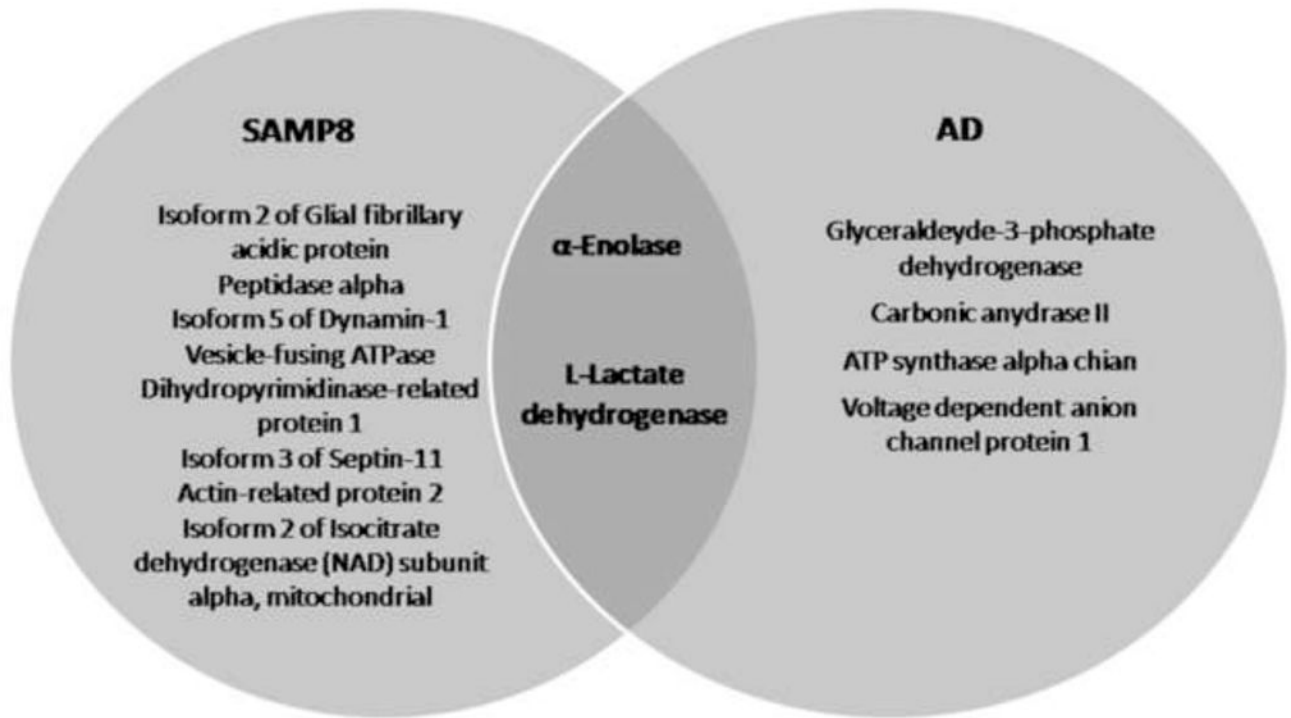 SAMP8
Isoform 2 of Glial fibrillary
acidic protein
Peptidase alpha
Isoform 5 of Dynamin-1
Vesicle-fusing ATPase
Dihydropyrimidinase-related
protein 1
Isoform 3 of Septin-11
Actin-related protein 2
Isoform 2 of Isocitrate
dehydrogenase (NAD) subunit
alpha, mitochondrial
α-Enolase
L-Lactate
dehydrogenase
AD
Glyceraldeyde-3-phosphate
dehydrogenase
Carbonic anydrase II
ATP synthase alpha chian
Voltage dependent anion
channel protein 1